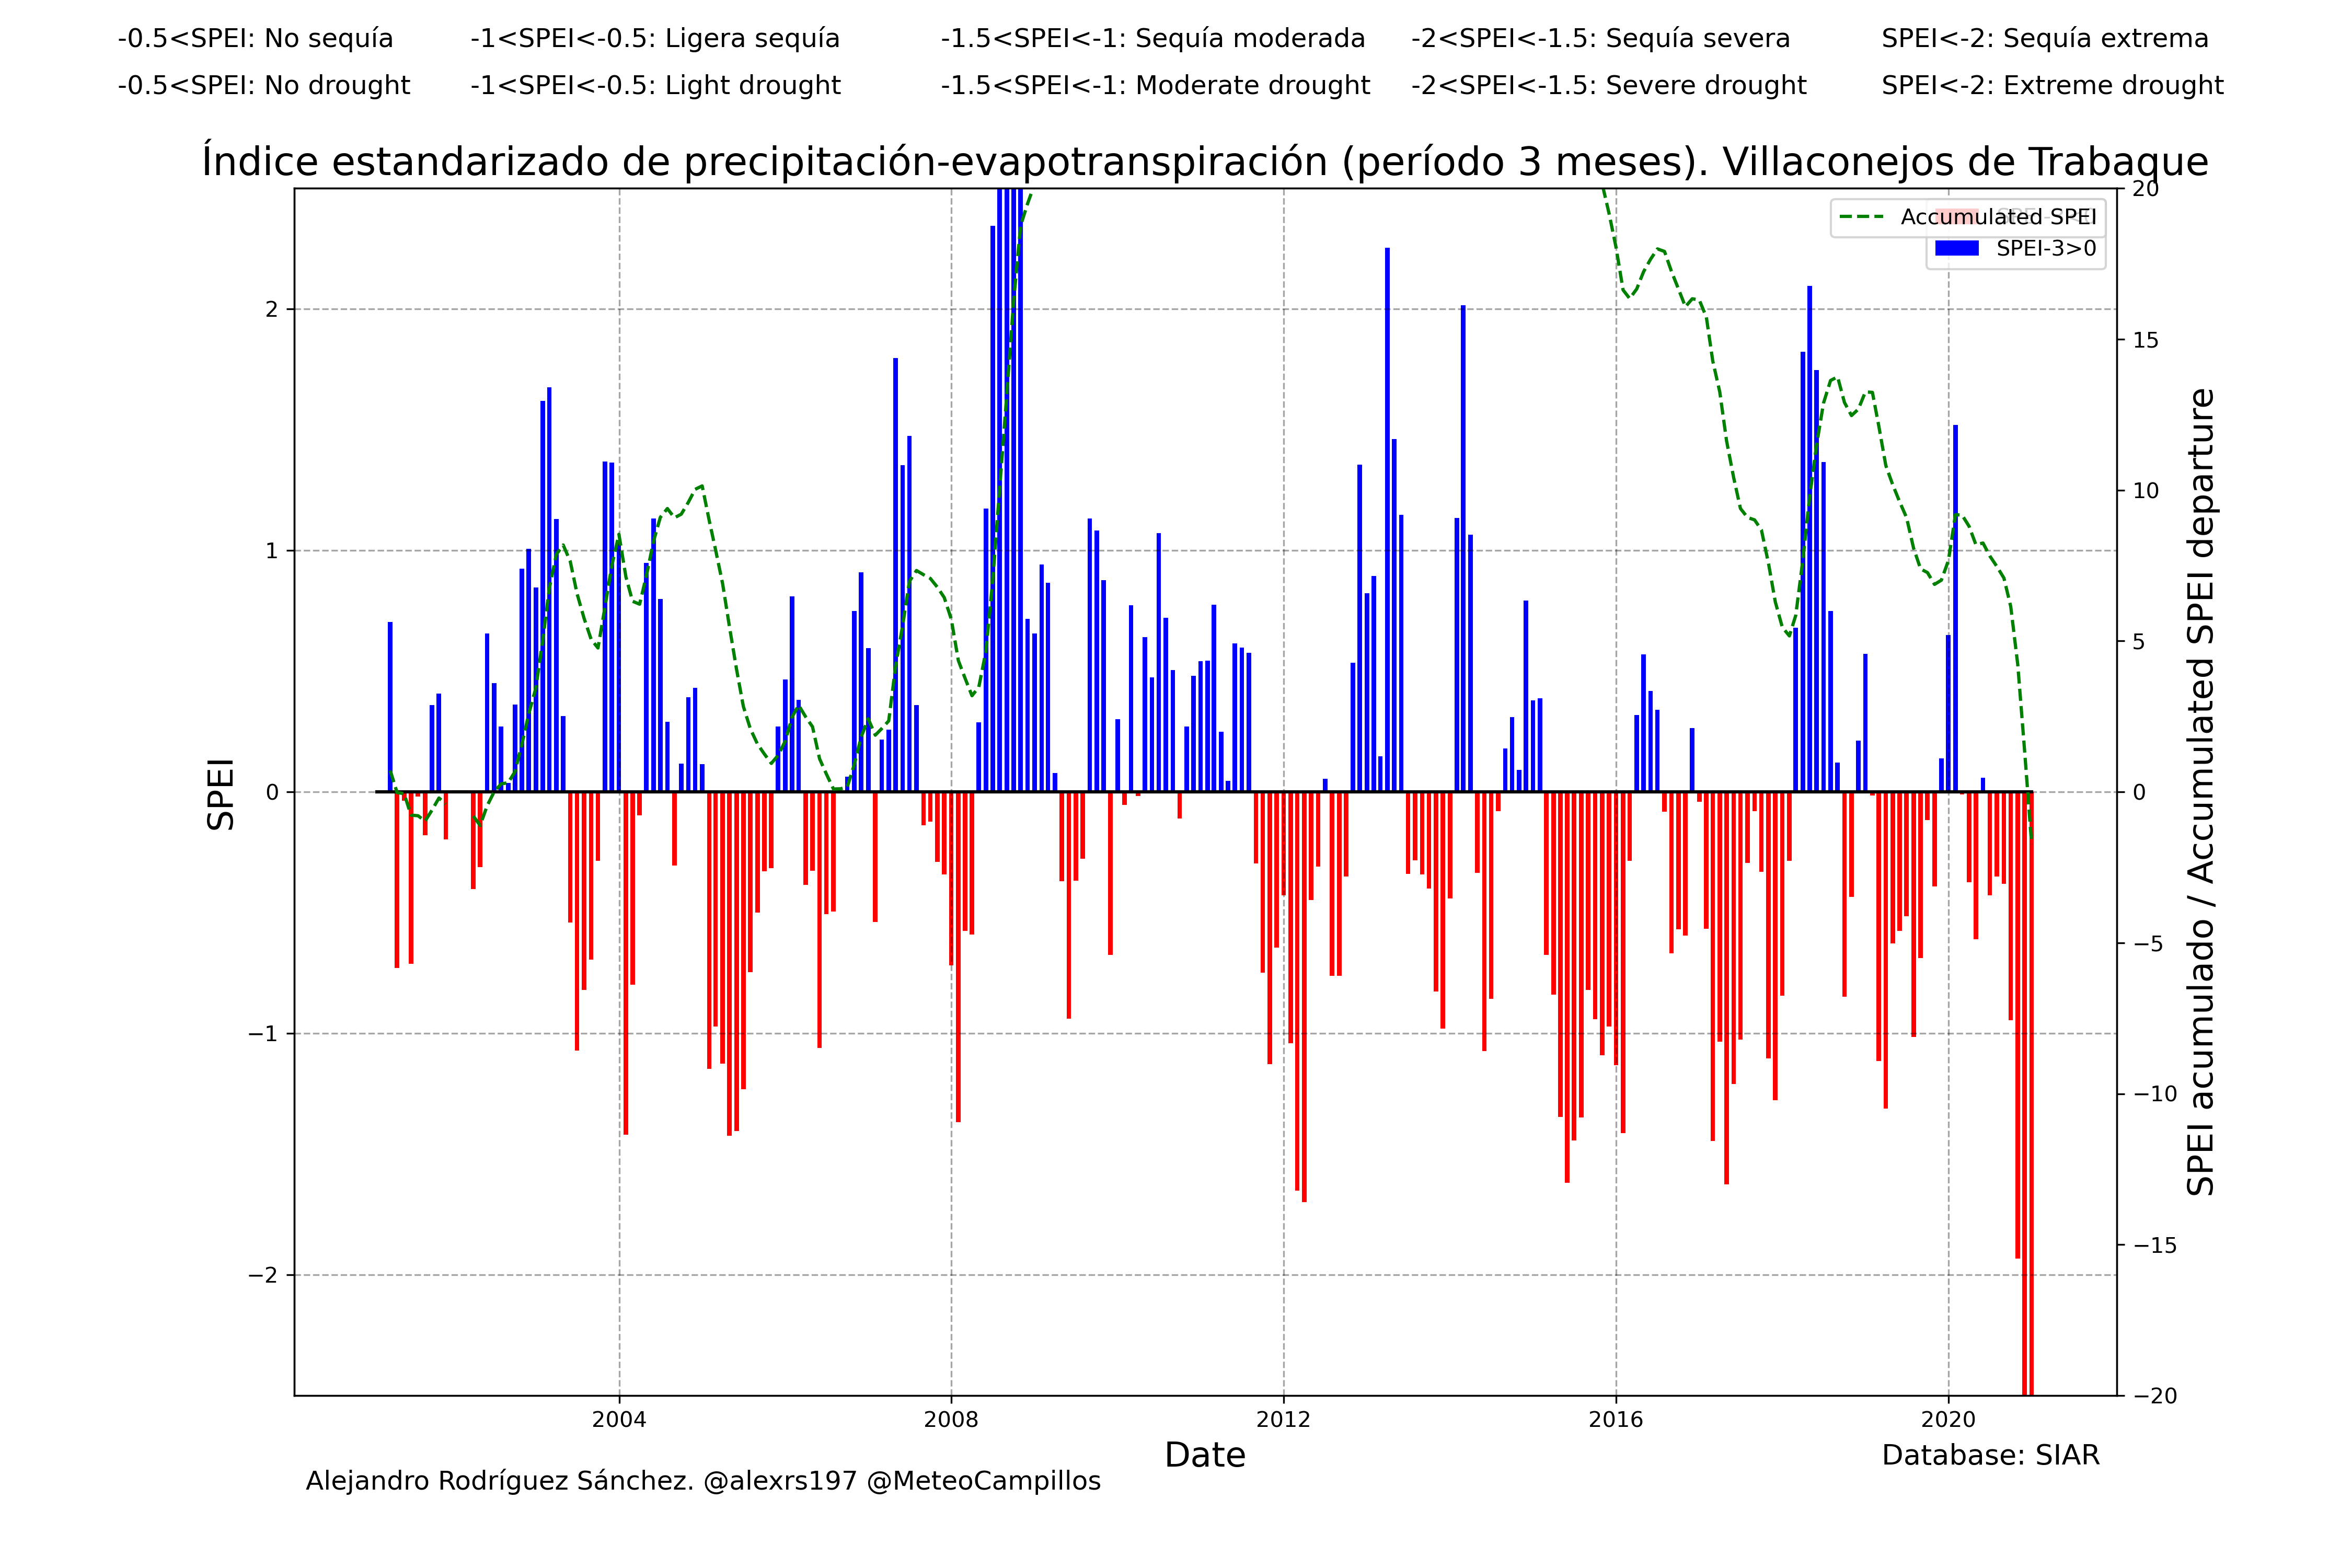 -0.5<SPEI: No sequía -1<SPEI<-0.5: Ligera sequía -1.5<SPEI<-1: Sequía moderada -2<SPEI<-1.5: Sequía severa SPEI<-2: Sequía extrema
-0.5<SPEI: No drought -1<SPEI<-0.5: Light drought -1.5<SPEI<-1: Moderate drought -2<SPEI<-1.5: Severe drought SPEI<-2: Extreme drought
Índice estandarizado de precipitación-evapotranspiración (período 3 meses). Villaconejos de Trabaque
Accumulated SPEI
SPEI-3>0
SPEI
2
1
0
−1
−2
20
15
10
5
0
−5
−10
−15
−20
SPEI acumulado / Accumulated SPEI departure
2004 2008 2012 2016 2020
Date
Database: SIAR
Alejandro Rodríguez Sánchez. @alexrs197 @MeteoCampillos